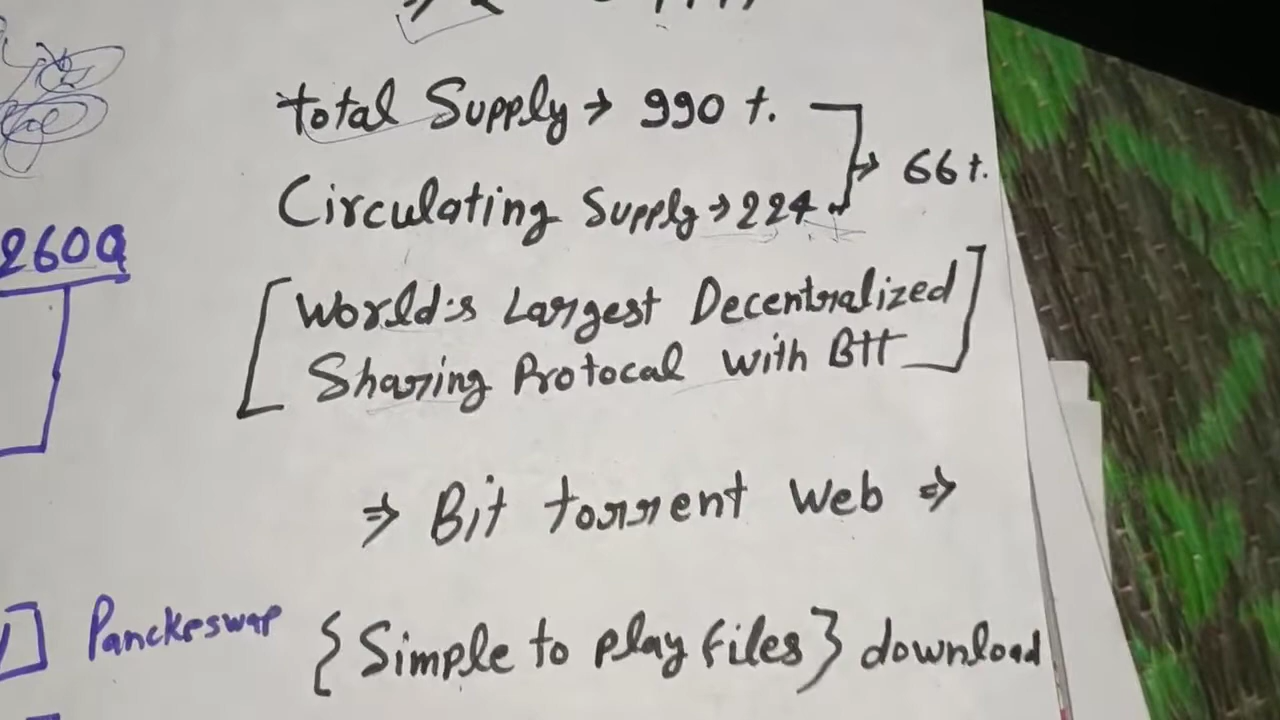 total Supply → 990 t.
Circulating Supply → 224
→ 66 t.
2600
[World's Largest Decentralized
Sharing Protocal with Btt]
⇒ Bit torrent Web ⇒
Panckeswap
{Simple to play files} download